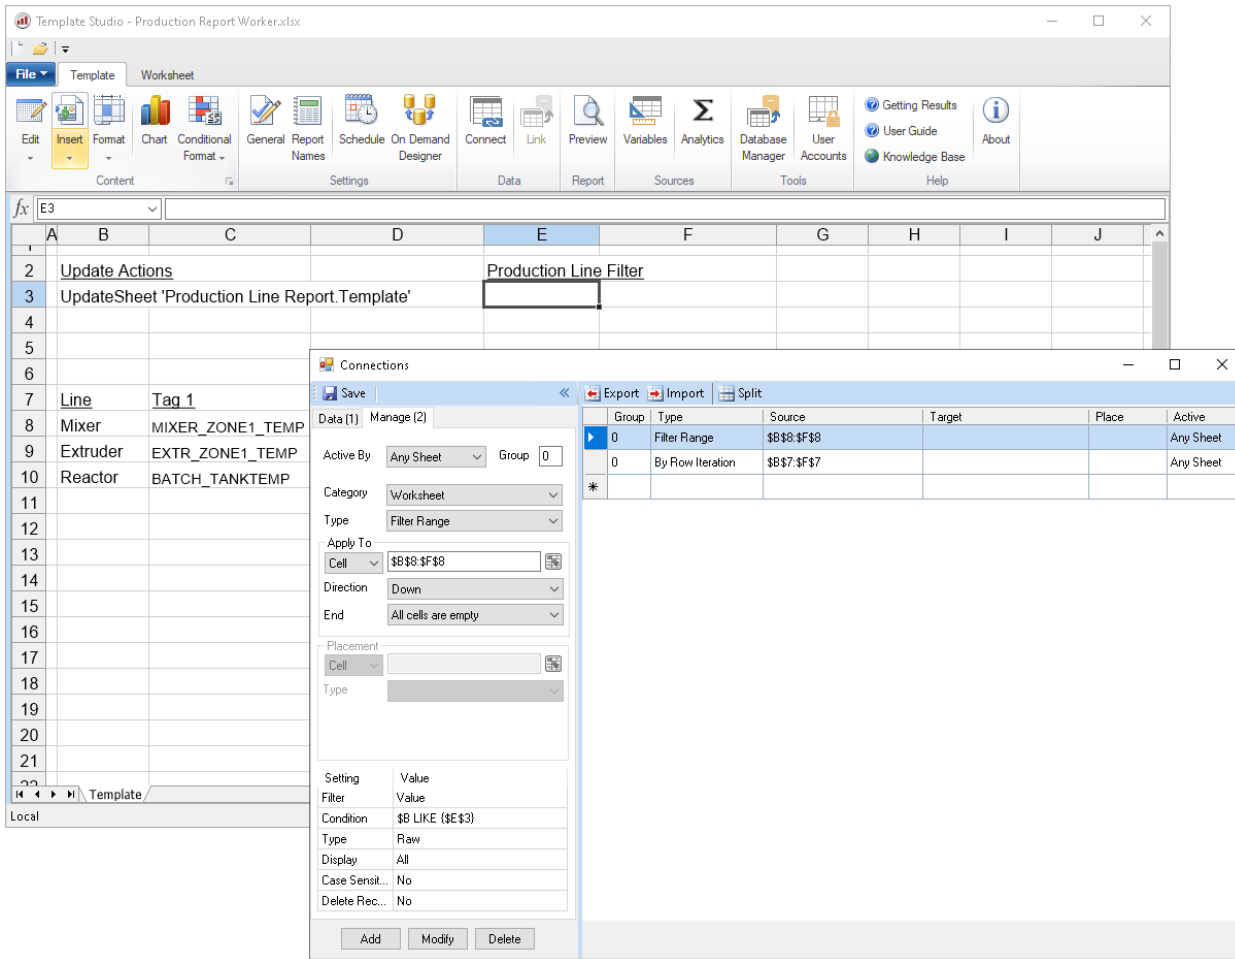 Template Studio - Production Report Worker.xlsx
File Template Worksheet
Edit Insert Format Chart Conditional Format General Report Names Schedule On Demand Designer Connect Link Preview Variables Analytics Database Manager User Accounts Getting Results User Guide Knowledge Base About
Content Settings Data Report Sources Tools Help
fx E3
A B C D E F G H I J
2 Update Actions Production Line Filter
3 UpdateSheet 'Production Line Report.Template'
4
5
6
7 Line Tag 1
8 Mixer MIXER_ZONE1_TEMP
9 Extruder EXTR_ZONE1_TEMP
10 Reactor BATCH_TANKTEMP
11
12
13
14
15
16
17
18
19
20
21
22
Template
Local
Connections
Save « Export Import Split
Data (1) Manage (2)
Active By Any Sheet Group 0
Category Worksheet
Type Filter Range
Apply To
Cell $B$8:$F$8
Direction Down
End All cells are empty
Placement
Cell
Type
Setting Value
Filter Value
Condition $B LIKE {$E$3}
Type Raw
Display All
Case Sensit... No
Delete Rec... No
Add Modify Delete
Group Type Source Target Place Active
0 Filter Range $B$8:$F$8 Any Sheet
0 By Row Iteration $B$7:$F$7 Any Sheet
*